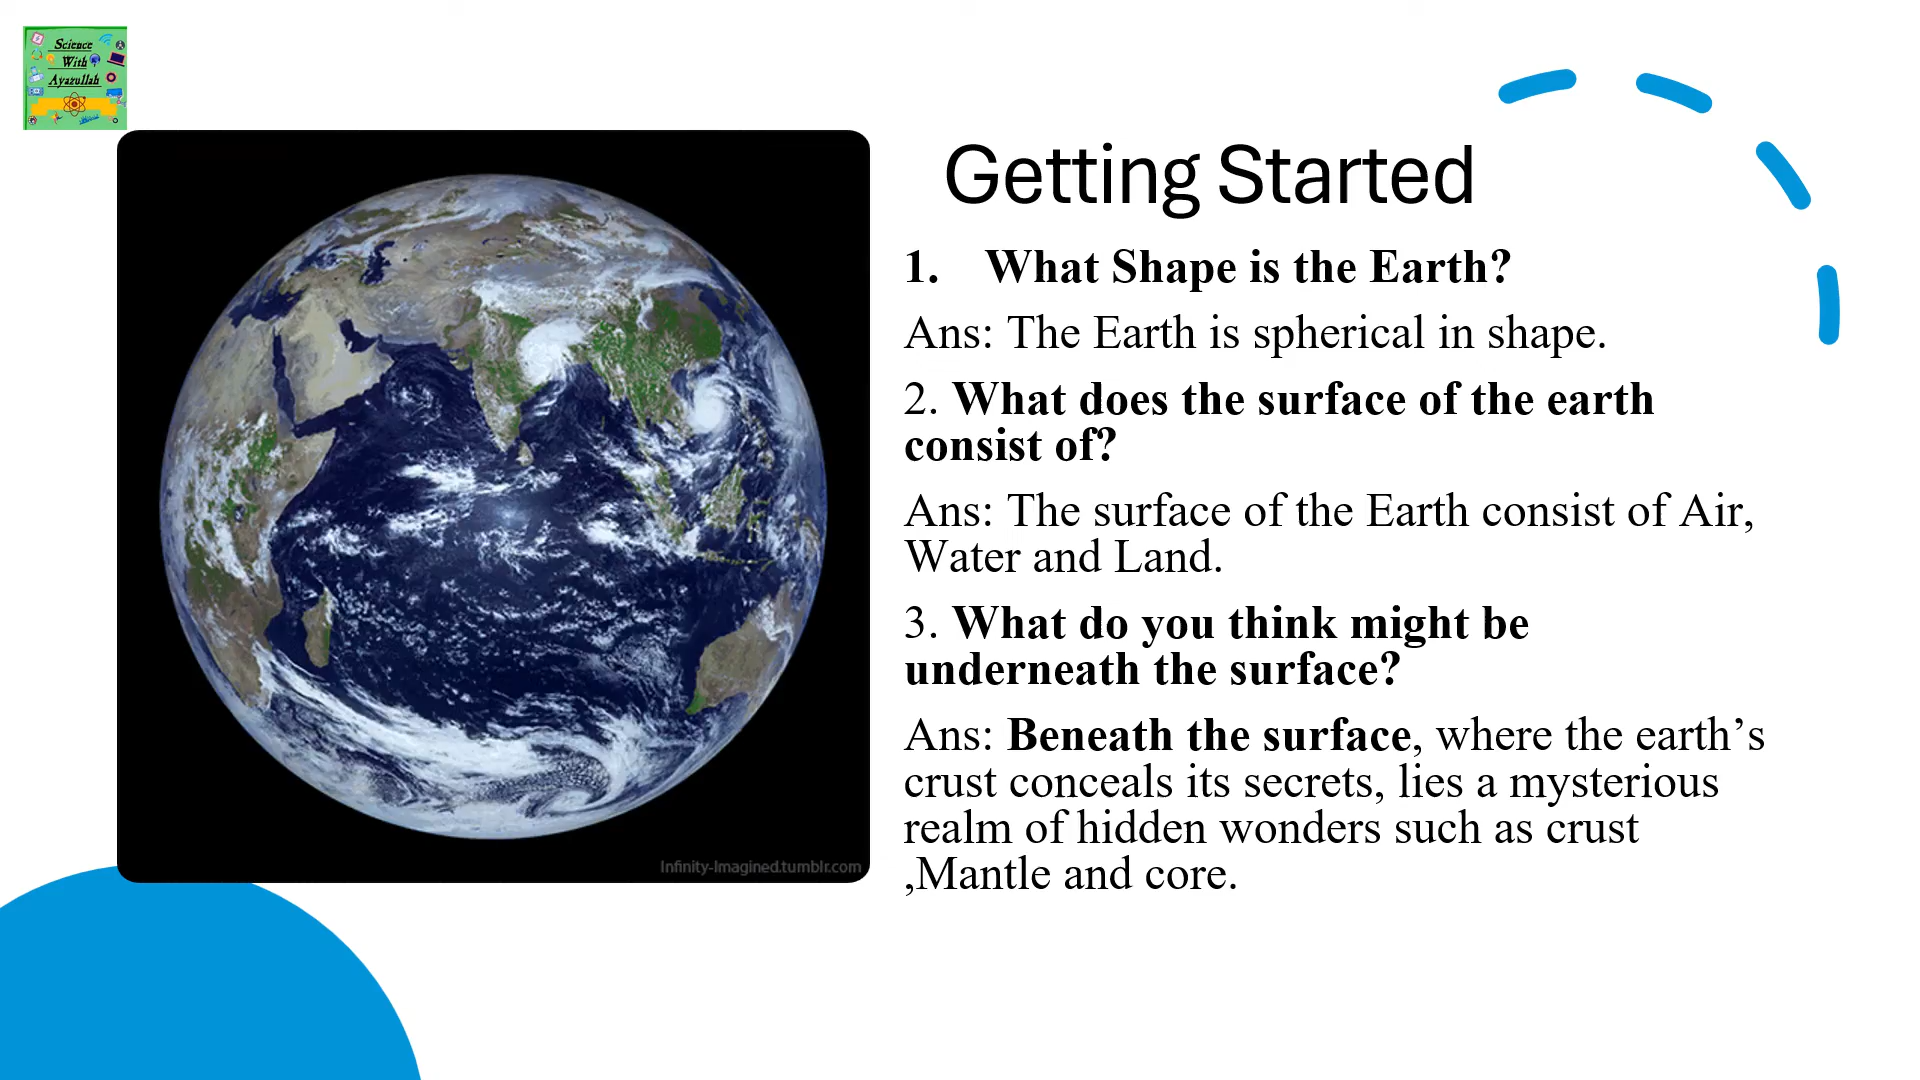 Science
With
Ayazullah
Getting Started
1. What Shape is the Earth?
Ans: The Earth is spherical in shape.
2. What does the surface of the earth
consist of?
Ans: The surface of the Earth consist of Air,
Water and Land.
3. What do you think might be
underneath the surface?
Ans: Beneath the surface, where the earth’s
crust conceals its secrets, lies a mysterious
realm of hidden wonders such as crust
,Mantle and core.
Infinity-Imagined.tumblr.com